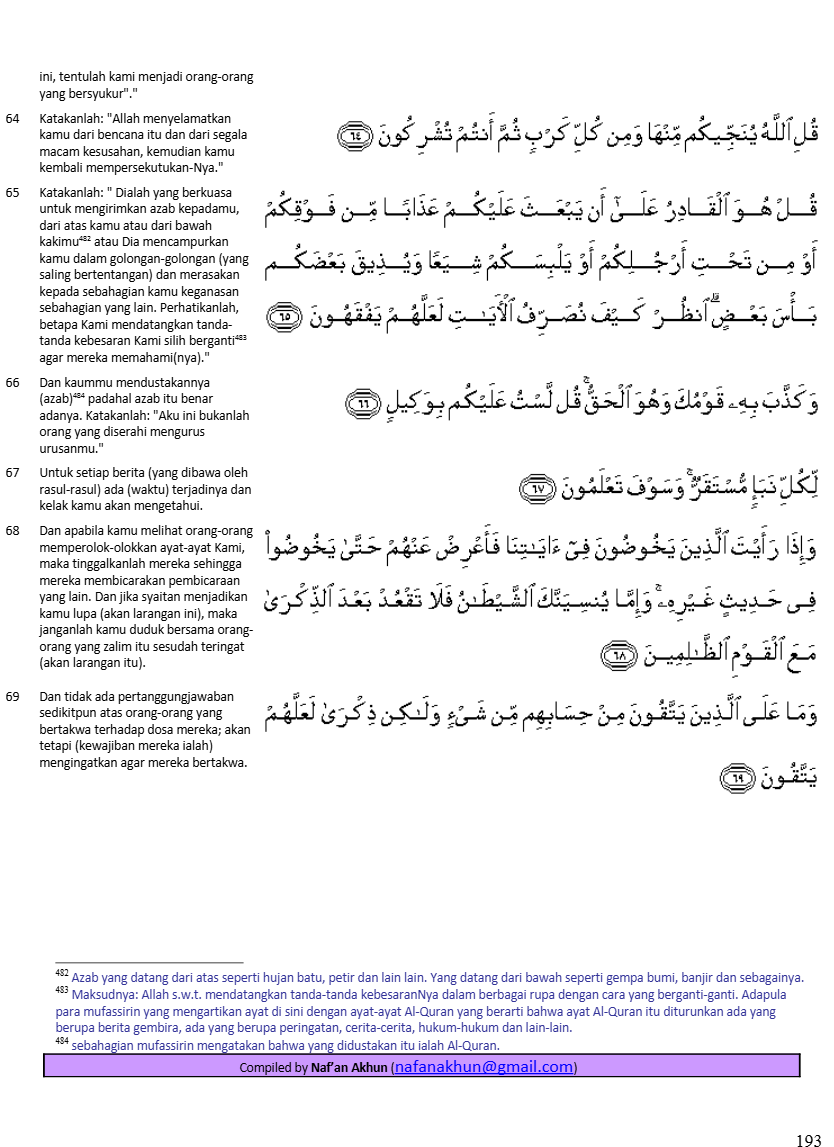 ini, tentulah kami menjadi orang-orang
yang bersyukur"."
64 Katakanlah: "Allah menyelamatkan
kamu dari bencana itu dan dari segala
macam kesusahan, kemudian kamu
kembali mempersekutukan-Nya."
قُلِ ٱللَّهُ يُنَجِّيكُم مِّنْهَا وَمِن كُلِّ كَرْبٍ ثُمَّ أَنتُمْ تُشْرِكُونَ ﴿٦٤﴾
65 Katakanlah: " Dialah yang berkuasa
untuk mengirimkan azab kepadamu,
dari atas kamu atau dari bawah
kakimu⁴⁸² atau Dia mencampurkan
kamu dalam golongan-golongan (yang
saling bertentangan) dan merasakan
kepada sebahagian kamu keganasan
sebahagian yang lain. Perhatikanlah,
betapa Kami mendatangkan tanda-
tanda kebesaran Kami silih berganti⁴⁸³
agar mereka memahami(nya)."
قُلْ هُوَ ٱلْقَادِرُ عَلَىٰٓ أَن يَبْعَثَ عَلَيْكُمْ عَذَابًا مِّن فَوْقِكُمْ
أَوْ مِن تَحْتِ أَرْجُلِكُمْ أَوْ يَلْبِسَكُمْ شِيَعًا وَيُذِيقَ بَعْضَكُم
بَأْسَ بَعْضٍ ۗ ٱنظُرْ كَيْفَ نُصَرِّفُ ٱلْأَيَـٰتِ لَعَلَّهُمْ يَفْقَهُونَ ﴿٦٥﴾
66 Dan kaummu mendustakannya
(azab)⁴⁸⁴ padahal azab itu benar
adanya. Katakanlah: "Aku ini bukanlah
orang yang diserahi mengurus
urusanmu."
وَكَذَّبَ بِهِۦ قَوْمُكَ وَهُوَ ٱلْحَقُّ ۚ قُل لَّسْتُ عَلَيْكُم بِوَكِيلٍ ﴿٦٦﴾
67 Untuk setiap berita (yang dibawa oleh
rasul-rasul) ada (waktu) terjadinya dan
kelak kamu akan mengetahui.
لِّكُلِّ نَبَإٍ مُّسْتَقَرٌّ ۚ وَسَوْفَ تَعْلَمُونَ ﴿٦٧﴾
68 Dan apabila kamu melihat orang-orang
memperolok-olokkan ayat-ayat Kami,
maka tinggalkanlah mereka sehingga
mereka membicarakan pembicaraan
yang lain. Dan jika syaitan menjadikan
kamu lupa (akan larangan ini), maka
janganlah kamu duduk bersama orang-
orang yang zalim itu sesudah teringat
(akan larangan itu).
وَإِذَا رَأَيْتَ ٱلَّذِينَ يَخُوضُونَ فِىٓ ءَايَـٰتِنَا فَأَعْرِضْ عَنْهُمْ حَتَّىٰ يَخُوضُوا۟
فِى حَدِيثٍ غَيْرِهِۦ ۚ وَإِمَّا يُنسِيَنَّكَ ٱلشَّيْطَـٰنُ فَلَا تَقْعُدْ بَعْدَ ٱلذِّكْرَىٰ
مَعَ ٱلْقَوْمِ ٱلظَّـٰلِمِينَ ﴿٦٨﴾
69 Dan tidak ada pertanggungjawaban
sedikitpun atas orang-orang yang
bertakwa terhadap dosa mereka; akan
tetapi (kewajiban mereka ialah)
mengingatkan agar mereka bertakwa.
وَمَا عَلَى ٱلَّذِينَ يَتَّقُونَ مِنْ حِسَابِهِم مِّن شَىْءٍ وَلَـٰكِن ذِكْرَىٰ لَعَلَّهُمْ
يَتَّقُونَ ﴿٦٩﴾
⁴⁸² Azab yang datang dari atas seperti hujan batu, petir dan lain lain. Yang datang dari bawah seperti gempa bumi, banjir dan sebagainya.
⁴⁸³ Maksudnya: Allah s.w.t. mendatangkan tanda-tanda kebesaranNya dalam berbagai rupa dengan cara yang berganti-ganti. Adapula
para mufassirin yang mengartikan ayat di sini dengan ayat-ayat Al-Quran yang berarti bahwa ayat Al-Quran itu diturunkan ada yang
berupa berita gembira, ada yang berupa peringatan, cerita-cerita, hukum-hukum dan lain-lain.
⁴⁸⁴ sebahagian mufassirin mengatakan bahwa yang didustakan itu ialah Al-Quran.
Compiled by Naf'an Akhun (nafanakhun@gmail.com)
193